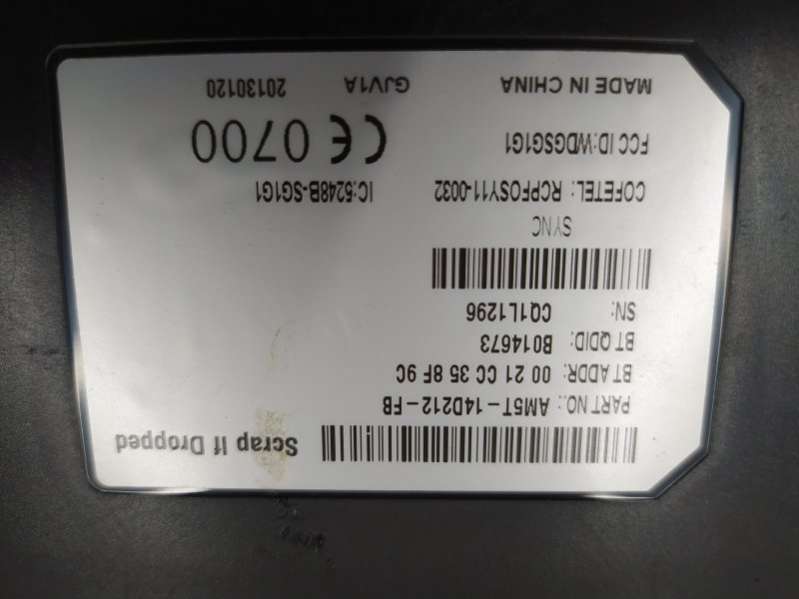 Scrap If Dropped
PART NO.: AM5T-14D212-FB
BT ADDR: 00 21 CC 35 8F 9C
BT QDID: B014673
SN: CQ1L1296
SYNC
COFETEL: RCPFOSY11-0032 IC:5248B-SG1G1
FCC ID:WDGSG1G1 CE 0700
MADE IN CHINA GJV1A 20130120